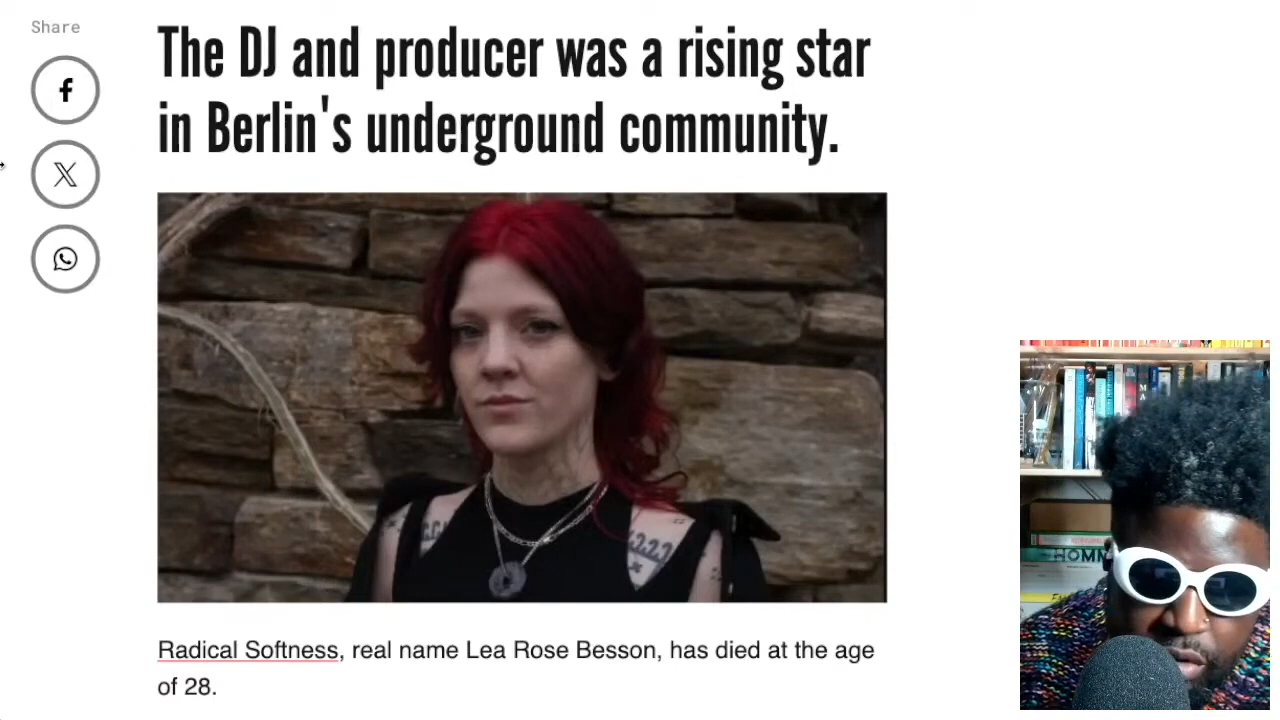 Share
The DJ and producer was a rising star
in Berlin's underground community.
Radical Softness, real name Lea Rose Besson, has died at the age
of 28.
HOMM